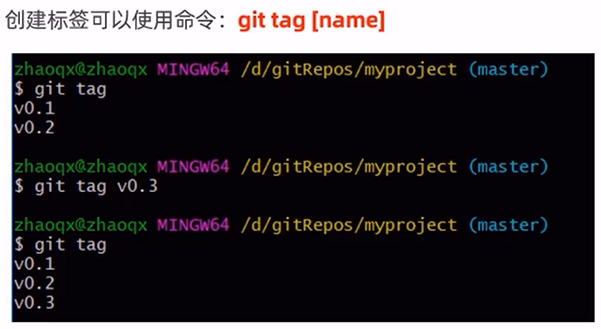 创建标签可以使用命令：git tag [name]
zhaoqx@zhaoqx MINGW64 /d/gitRepos/myproject (master)
$ git tag
v0.1
v0.2
zhaoqx@zhaoqx MINGW64 /d/gitRepos/myproject (master)
$ git tag v0.3
zhaoqx@zhaoqx MINGW64 /d/gitRepos/myproject (master)
$ git tag
v0.1
v0.2
v0.3